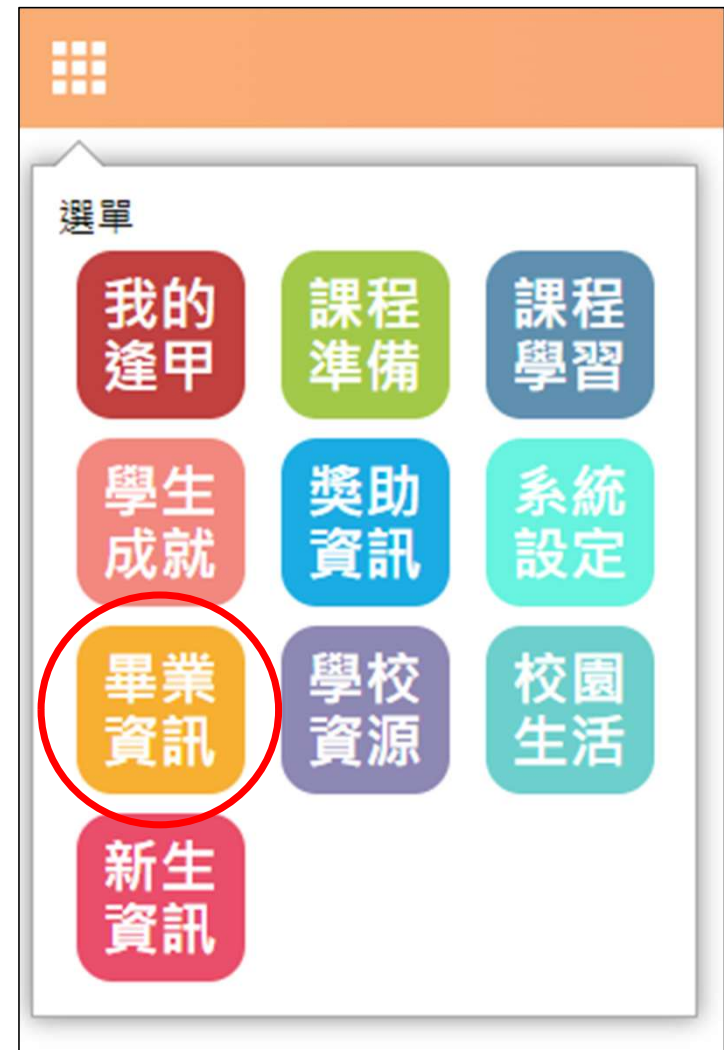 選單
我的
逢甲
課程
準備
課程
學習
學生
成就
獎助
資訊
系統
設定
畢業
資訊
學校
資源
校園
生活
新生
資訊